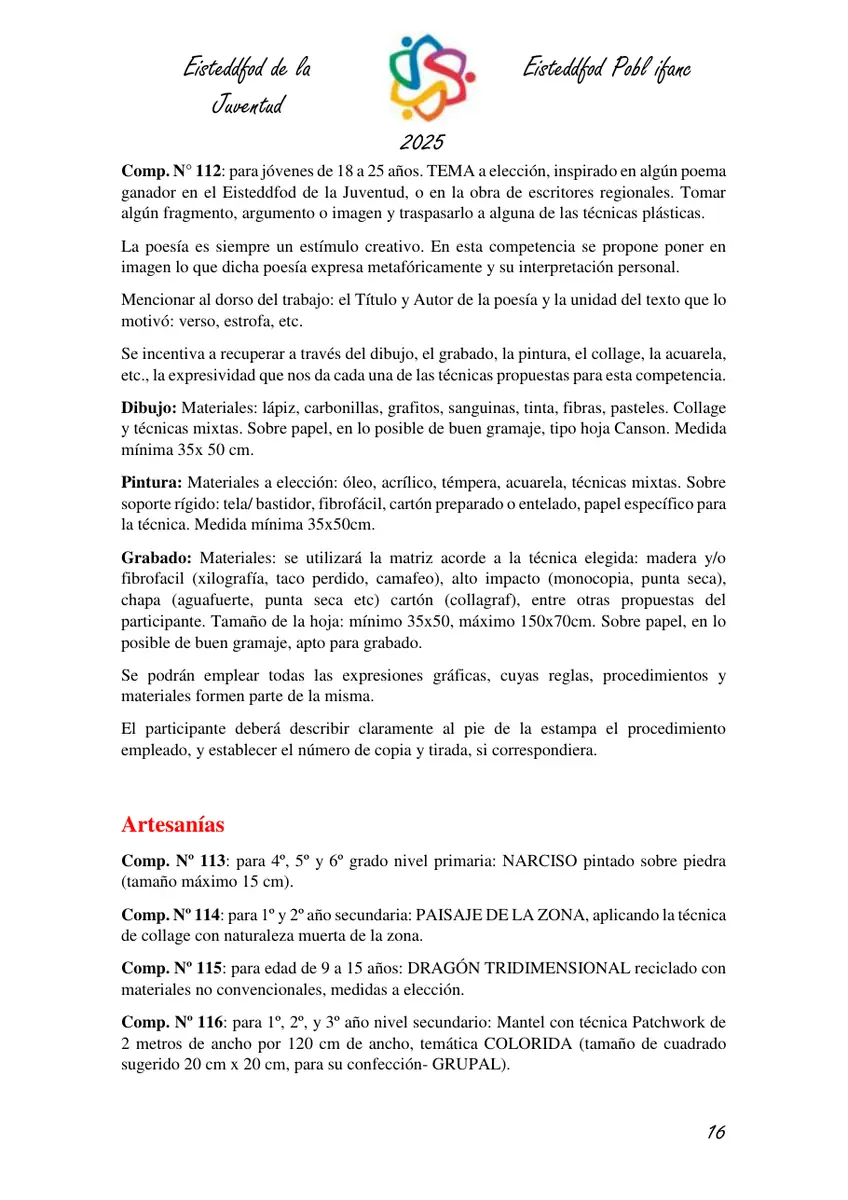 Eisteddfod de la
Juventud
Eisteddfod Pobl ifanc
2025
Comp. N° 112: para jóvenes de 18 a 25 años. TEMA a elección, inspirado en algún poema
ganador en el Eisteddfod de la Juventud, o en la obra de escritores regionales. Tomar
algún fragmento, argumento o imagen y traspasarlo a alguna de las técnicas plásticas.
La poesía es siempre un estímulo creativo. En esta competencia se propone poner en
imagen lo que dicha poesía expresa metafóricamente y su interpretación personal.
Mencionar al dorso del trabajo: el Título y Autor de la poesía y la unidad del texto que lo
motivó: verso, estrofa, etc.
Se incentiva a recuperar a través del dibujo, el grabado, la pintura, el collage, la acuarela,
etc., la expresividad que nos da cada una de las técnicas propuestas para esta competencia.
Dibujo: Materiales: lápiz, carbonillas, grafitos, sanguinas, tinta, fibras, pasteles. Collage
y técnicas mixtas. Sobre papel, en lo posible de buen gramaje, tipo hoja Canson. Medida
mínima 35x 50 cm.
Pintura: Materiales a elección: óleo, acrílico, témpera, acuarela, técnicas mixtas. Sobre
soporte rígido: tela/ bastidor, fibrofácil, cartón preparado o entelado, papel específico para
la técnica. Medida mínima 35x50cm.
Grabado: Materiales: se utilizará la matriz acorde a la técnica elegida: madera y/o
fibrofacil (xilografía, taco perdido, camafeo), alto impacto (monocopia, punta seca),
chapa (aguafuerte, punta seca etc) cartón (collagraf), entre otras propuestas del
participante. Tamaño de la hoja: mínimo 35x50, máximo 150x70cm. Sobre papel, en lo
posible de buen gramaje, apto para grabado.
Se podrán emplear todas las expresiones gráficas, cuyas reglas, procedimientos y
materiales formen parte de la misma.
El participante deberá describir claramente al pie de la estampa el procedimiento
empleado, y establecer el número de copia y tirada, si correspondiera.
Artesanías
Comp. Nº 113: para 4º, 5º y 6º grado nivel primaria: NARCISO pintado sobre piedra
(tamaño máximo 15 cm).
Comp. Nº 114: para 1º y 2º año secundaria: PAISAJE DE LA ZONA, aplicando la técnica
de collage con naturaleza muerta de la zona.
Comp. Nº 115: para edad de 9 a 15 años: DRAGÓN TRIDIMENSIONAL reciclado con
materiales no convencionales, medidas a elección.
Comp. Nº 116: para 1º, 2º, y 3º año nivel secundario: Mantel con técnica Patchwork de
2 metros de ancho por 120 cm de ancho, temática COLORIDA (tamaño de cuadrado
sugerido 20 cm x 20 cm, para su confección- GRUPAL).
16